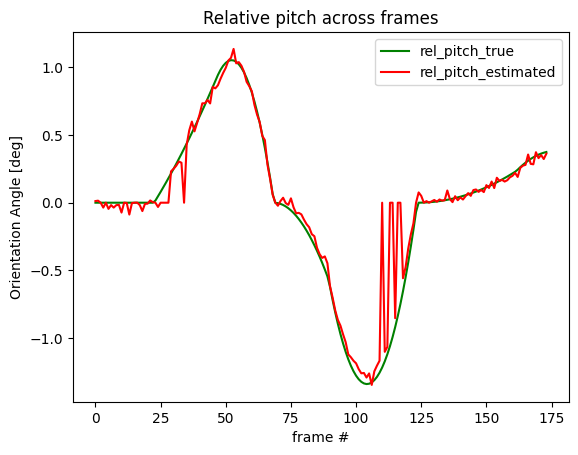 Relative pitch across frames
rel_pitch_true
rel_pitch_estimated
Orientation Angle [deg]
1.0
0.5
0.0
−0.5
−1.0
0 25 50 75 100 125 150 175
frame #